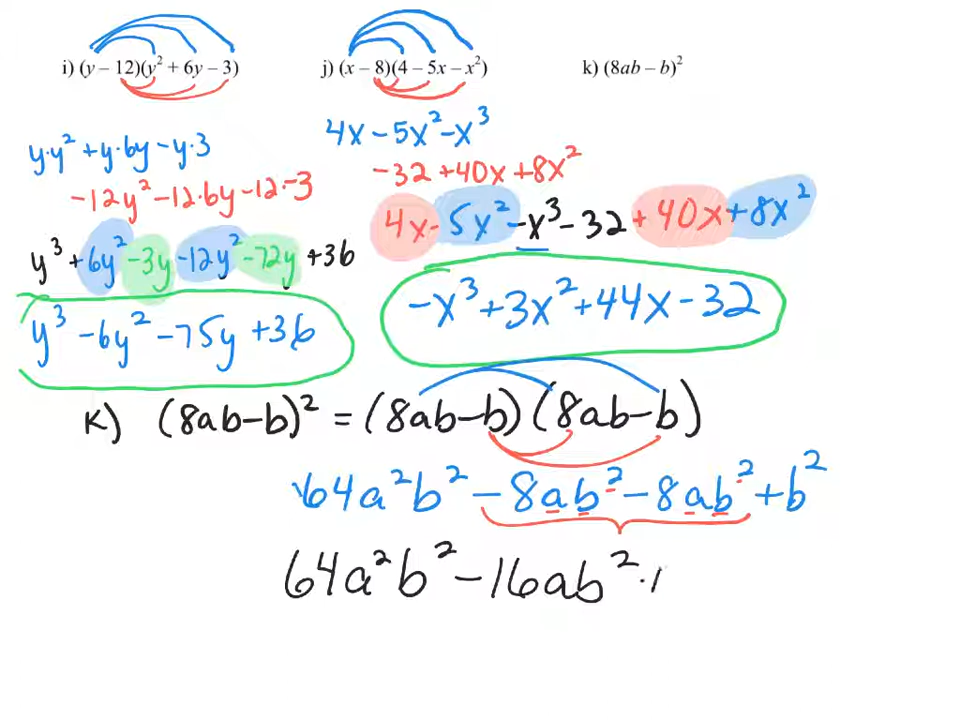 i) (y – 12)(y² + 6y – 3)
j) (x – 8)(4 – 5x – x²)
k) (8ab – b)²
y·y² + y·6y – y·3
–12y² –12·6y –12·–3
y³ +6y² –3y –12y² –72y +36
y³ –6y² –75y +36
4x –5x² –x³
–32 +40x +8x²
4x – 5x² –x³ –32 +40x +8x²
–x³ +3x² +44x –32
K) (8ab–b)² = (8ab–b)(8ab–b)
64a²b² – 8ab² – 8ab² + b²
64a²b² –16ab²